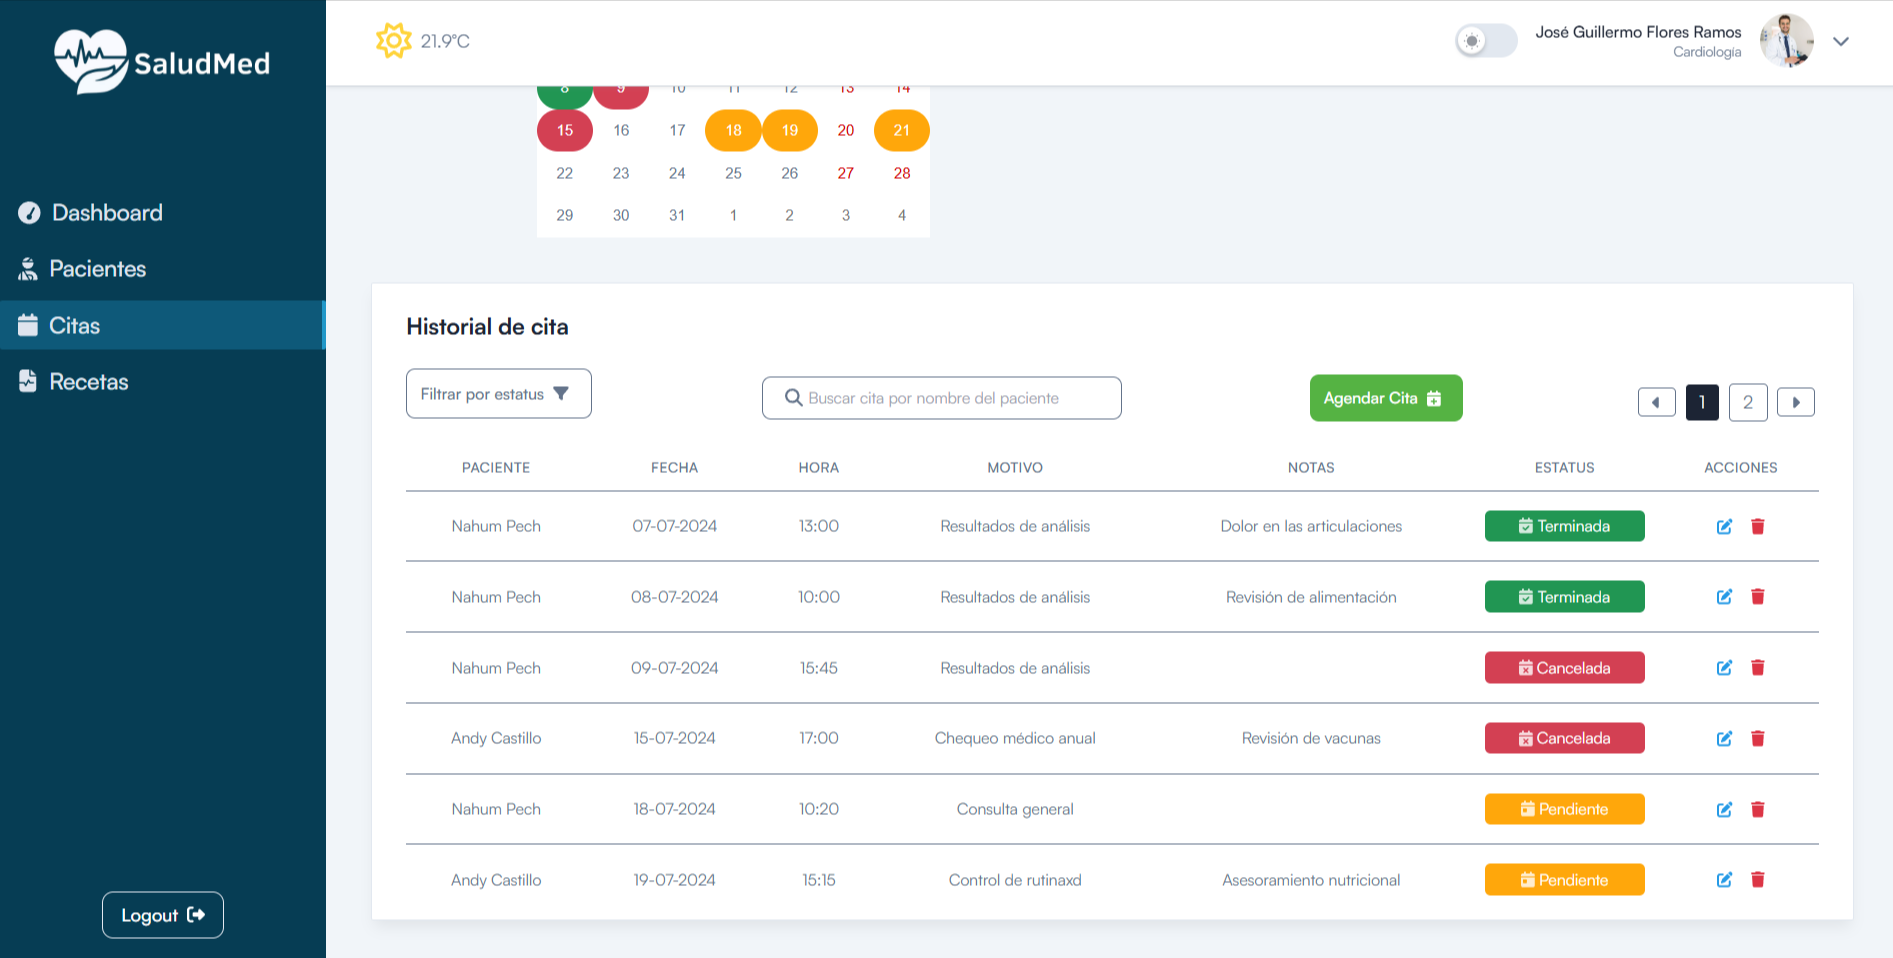 SaludMed
21.9°C
José Guillermo Flores Ramos
Cardiología
Dashboard
Pacientes
Citas
Recetas
Logout
8 9 10 11 12 13 14
15 16 17 18 19 20 21
22 23 24 25 26 27 28
29 30 31 1 2 3 4
Historial de cita
Filtrar por estatus
Buscar cita por nombre del paciente
Agendar Cita
1 2
PACIENTE FECHA HORA MOTIVO NOTAS ESTATUS ACCIONES
Nahum Pech 07-07-2024 13:00 Resultados de análisis Dolor en las articulaciones Terminada
Nahum Pech 08-07-2024 10:00 Resultados de análisis Revisión de alimentación Terminada
Nahum Pech 09-07-2024 15:45 Resultados de análisis Cancelada
Andy Castillo 15-07-2024 17:00 Chequeo médico anual Revisión de vacunas Cancelada
Nahum Pech 18-07-2024 10:20 Consulta general Pendiente
Andy Castillo 19-07-2024 15:15 Control de rutinaxd Asesoramiento nutricional Pendiente